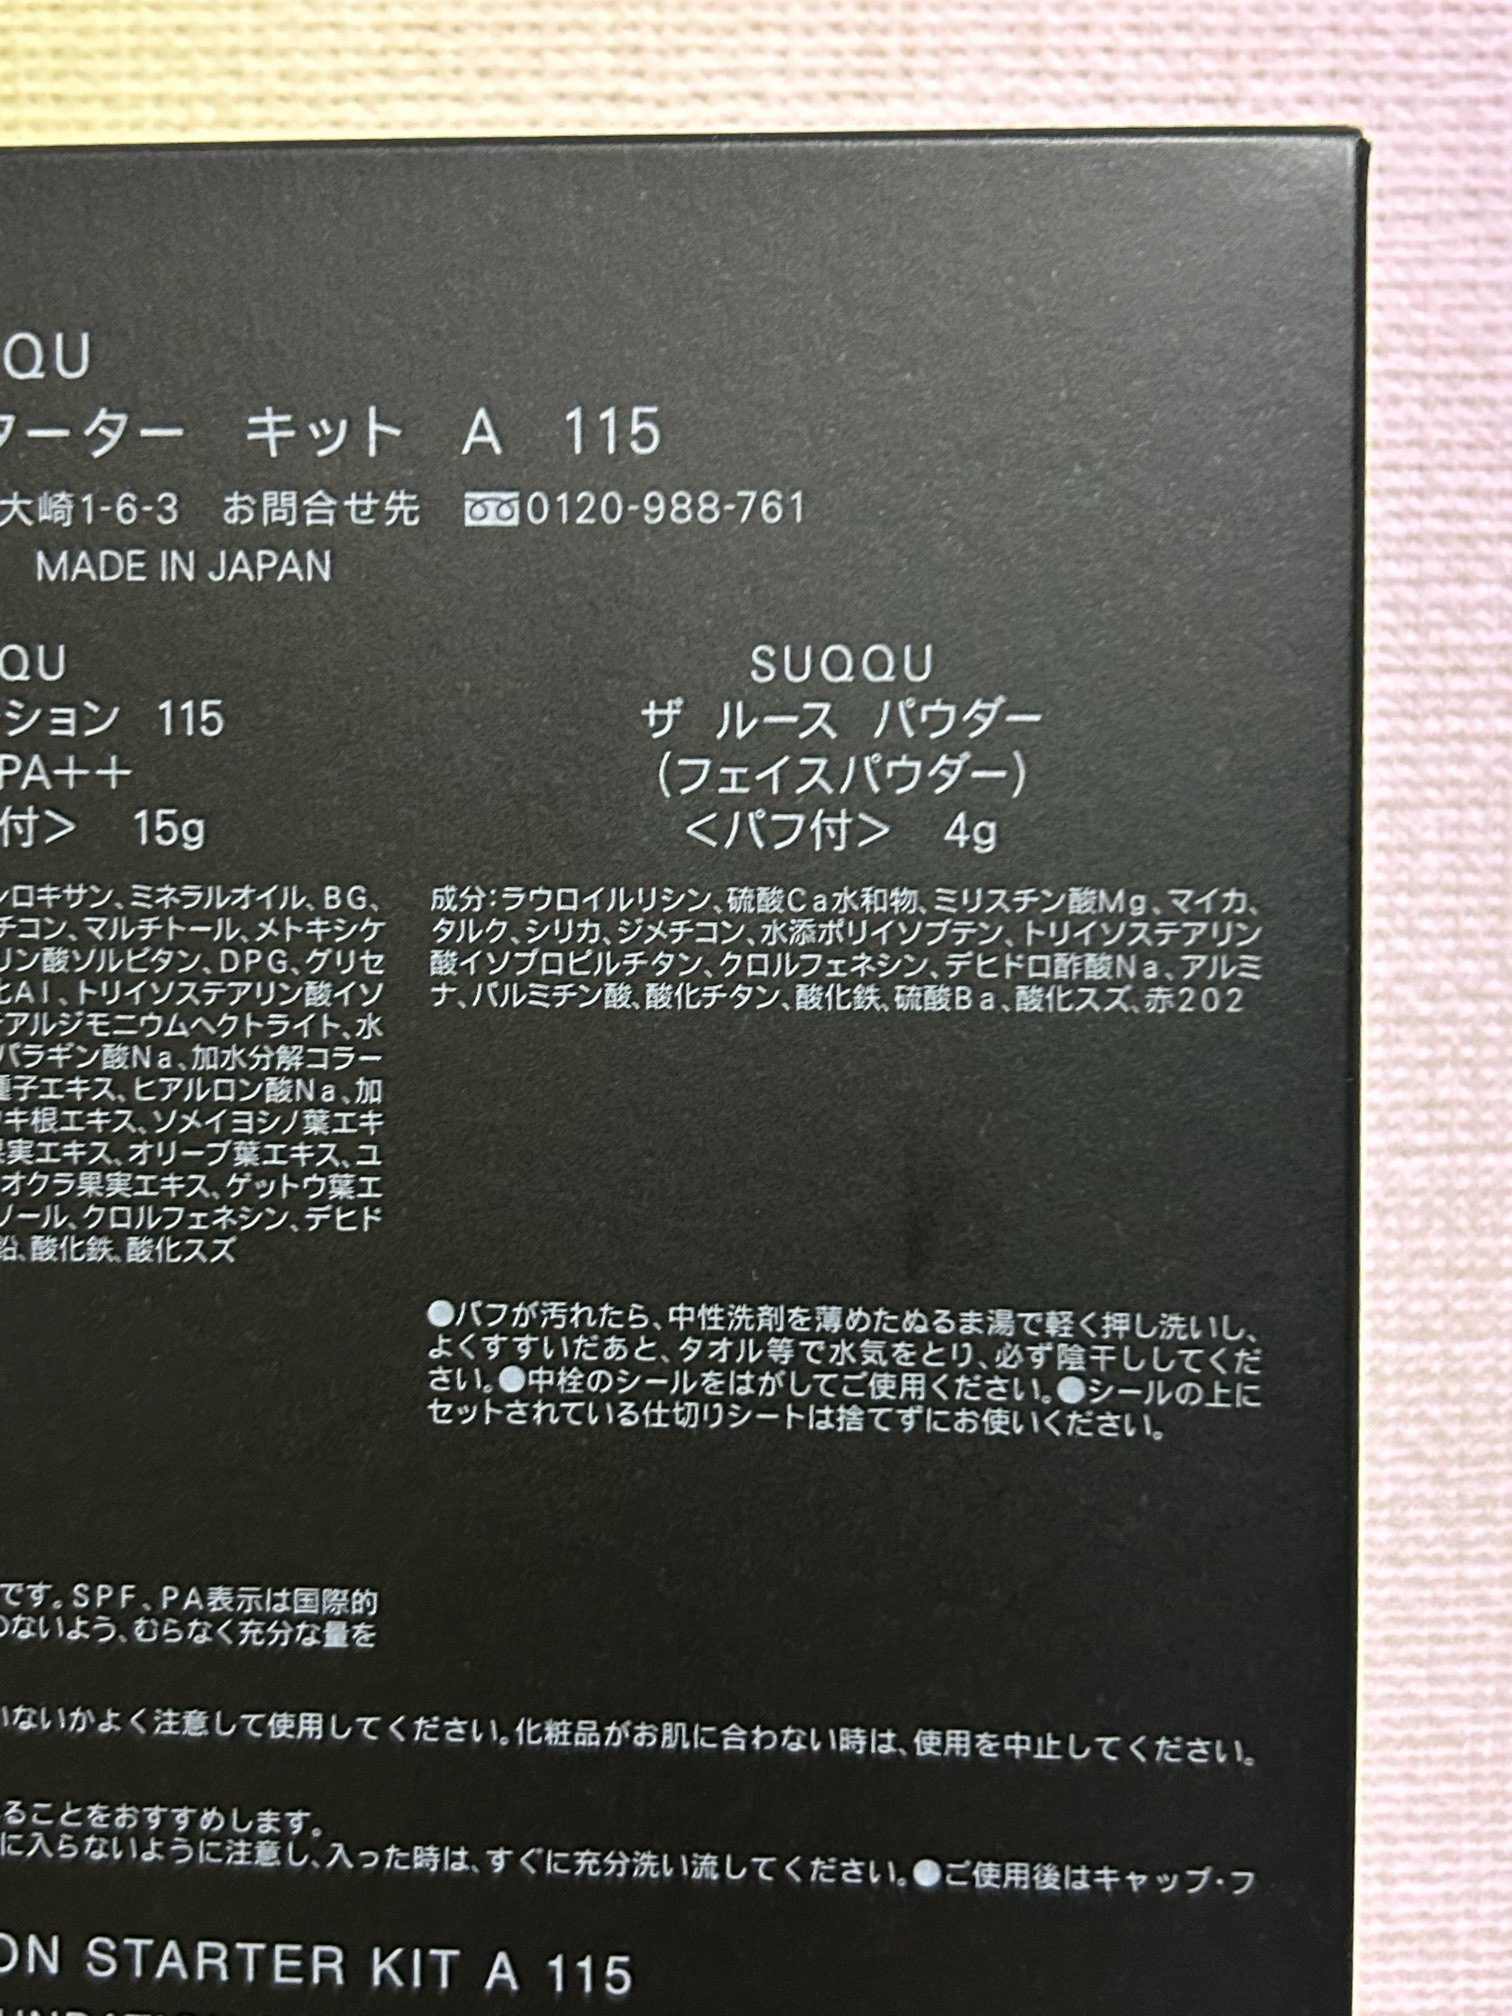 QU
ターター キット A 115
大崎1-6-3 お問合せ先 0120-988-761
MADE IN JAPAN
QU
ション 115
PA++
付> 15g
ロキサン、ミネラルオイル、BG、
チコン、マルチトール、メトキシケ
リン酸ソルビタン、DPG、グリセ
Al、トリイソステアリン酸イソ
アルジモニウムヘクトライト、水
パラギン酸Na、加水分解コラー
種子エキス、ヒアルロン酸Na、加
キ根エキス、ソメイヨシノ葉エキ
果実エキス、オリーブ葉エキス、ユ
オクラ果実エキス、ゲットウ葉エ
ソール、クロルフェネシン、デヒド
鉛、酸化鉄、酸化スズ
SUQQU
ザ ルース パウダー
(フェイスパウダー)
<パフ付> 4g
成分:ラウロイルリシン、硫酸Ca水和物、ミリスチン酸Mg、マイカ、
タルク、シリカ、ジメチコン、水添ポリイソブテン、トリイソステアリン
酸イソプロピルチタン、クロルフェネシン、デヒドロ酢酸Na、アルミ
ナ、パルミチン酸、酸化チタン、酸化鉄、硫酸Ba、酸化スズ、赤202
●パフが汚れたら、中性洗剤を薄めたぬるま湯で軽く押し洗いし、
よくすすいだあと、タオル等で水気をとり、必ず陰干ししてくだ
さい。●中栓のシールをはがしてご使用ください。●シールの上に
セットされている仕切りシートは捨てずにお使いください。
です。SPF、PA表示は国際的
のないよう、むらなく充分な量を
いないかよく注意して使用してください。化粧品がお肌に合わない時は、使用を中止してください。
ることをおすすめします。
に入らないように注意し、入った時は、すぐに充分洗い流してください。●ご使用後はキャップ・フ
ON STARTER KIT A 115